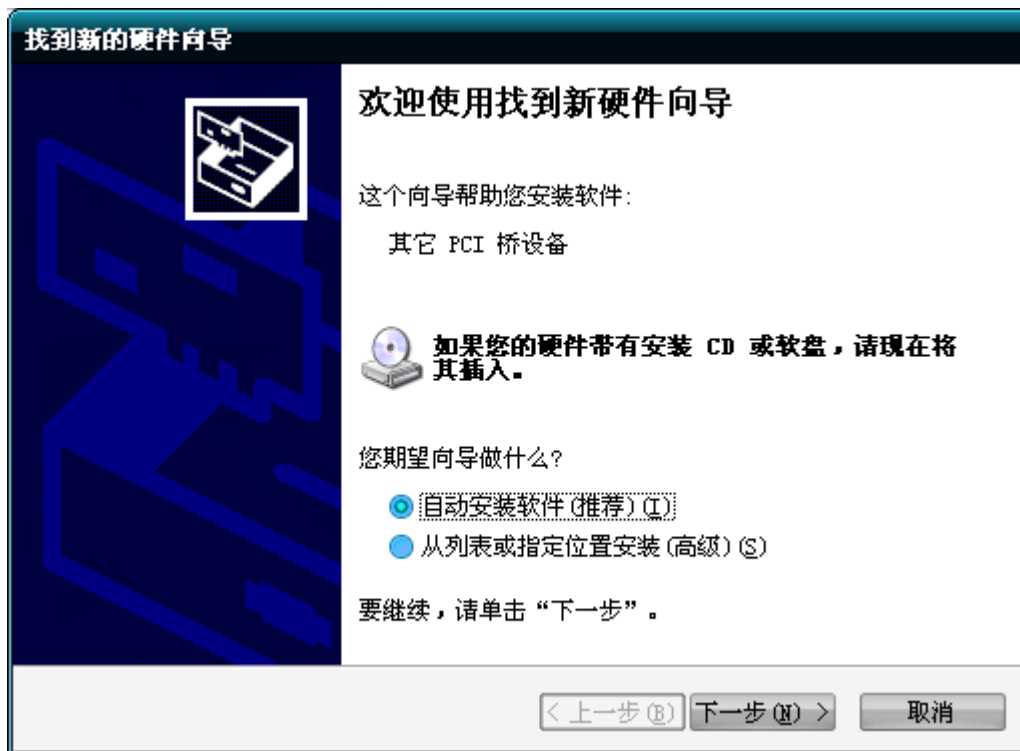 找到新的硬件向导
欢迎使用找到新硬件向导
这个向导帮助您安装软件:
其它 PCI 桥设备
如果您的硬件带有安装 CD 或软盘，请现在将
其插入。
您期望向导做什么?
自动安装软件(推荐)(I)
从列表或指定位置安装(高级)(S)
要继续，请单击“下一步”。
< 上一步(B) 下一步(N) > 取消